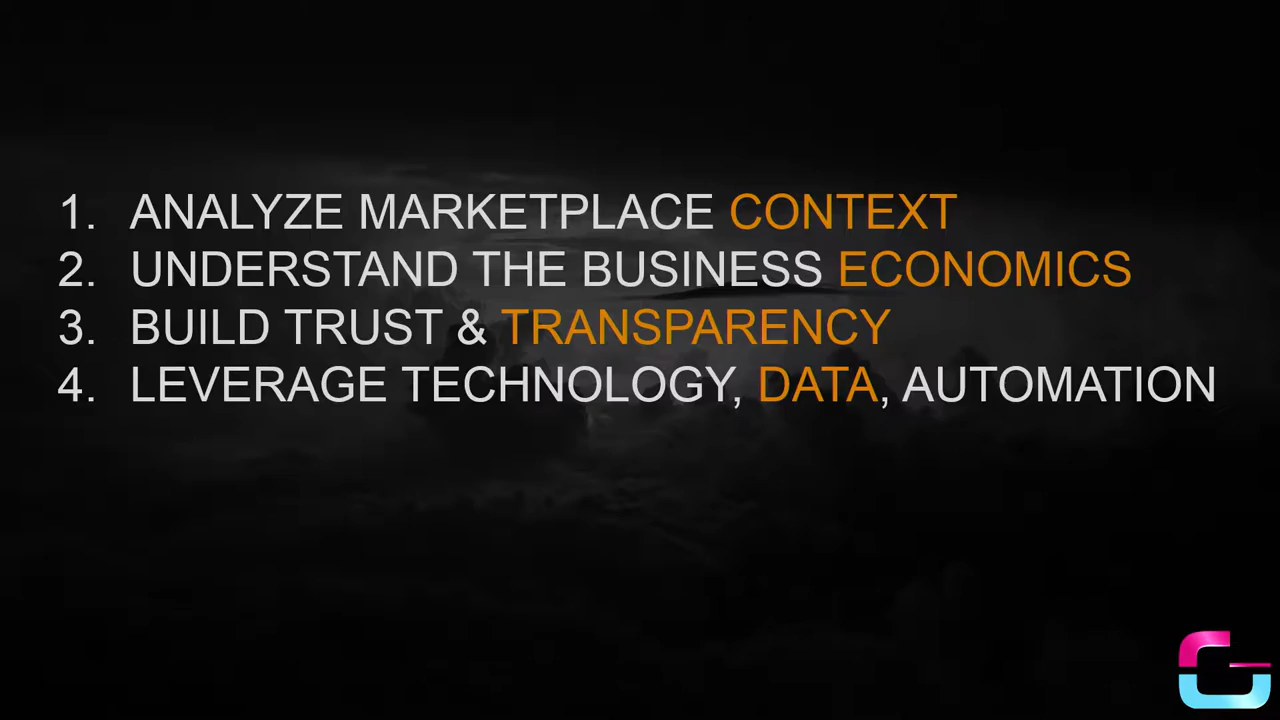 1. ANALYZE MARKETPLACE CONTEXT
2. UNDERSTAND THE BUSINESS ECONOMICS
3. BUILD TRUST & TRANSPARENCY
4. LEVERAGE TECHNOLOGY, DATA, AUTOMATION